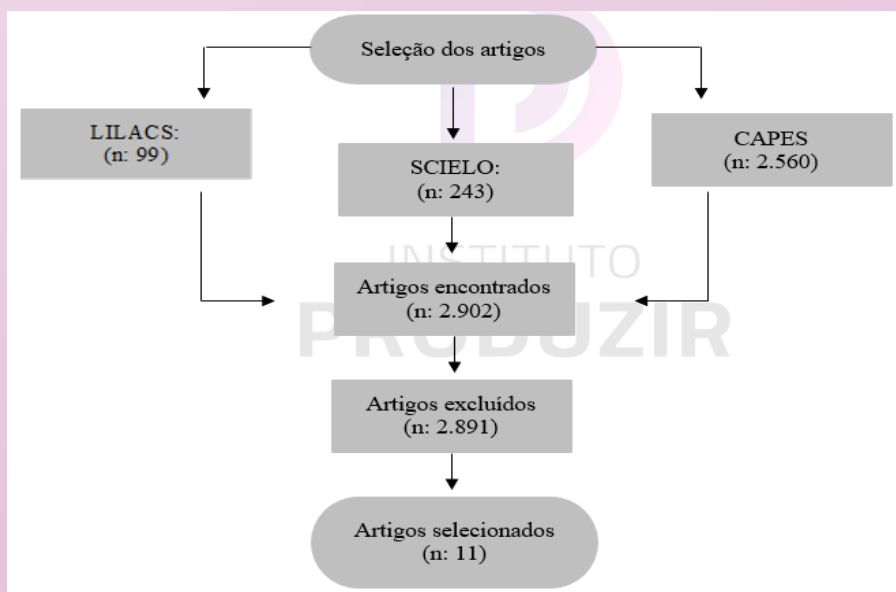 Seleção dos artigos
LILACS:
(n: 99)
SCIELO:
(n: 243)
CAPES
(n: 2.560)
INSTITUTO
PRODUZIR
Artigos encontrados
(n: 2.902)
Artigos excluídos
(n: 2.891)
Artigos selecionados
(n: 11)